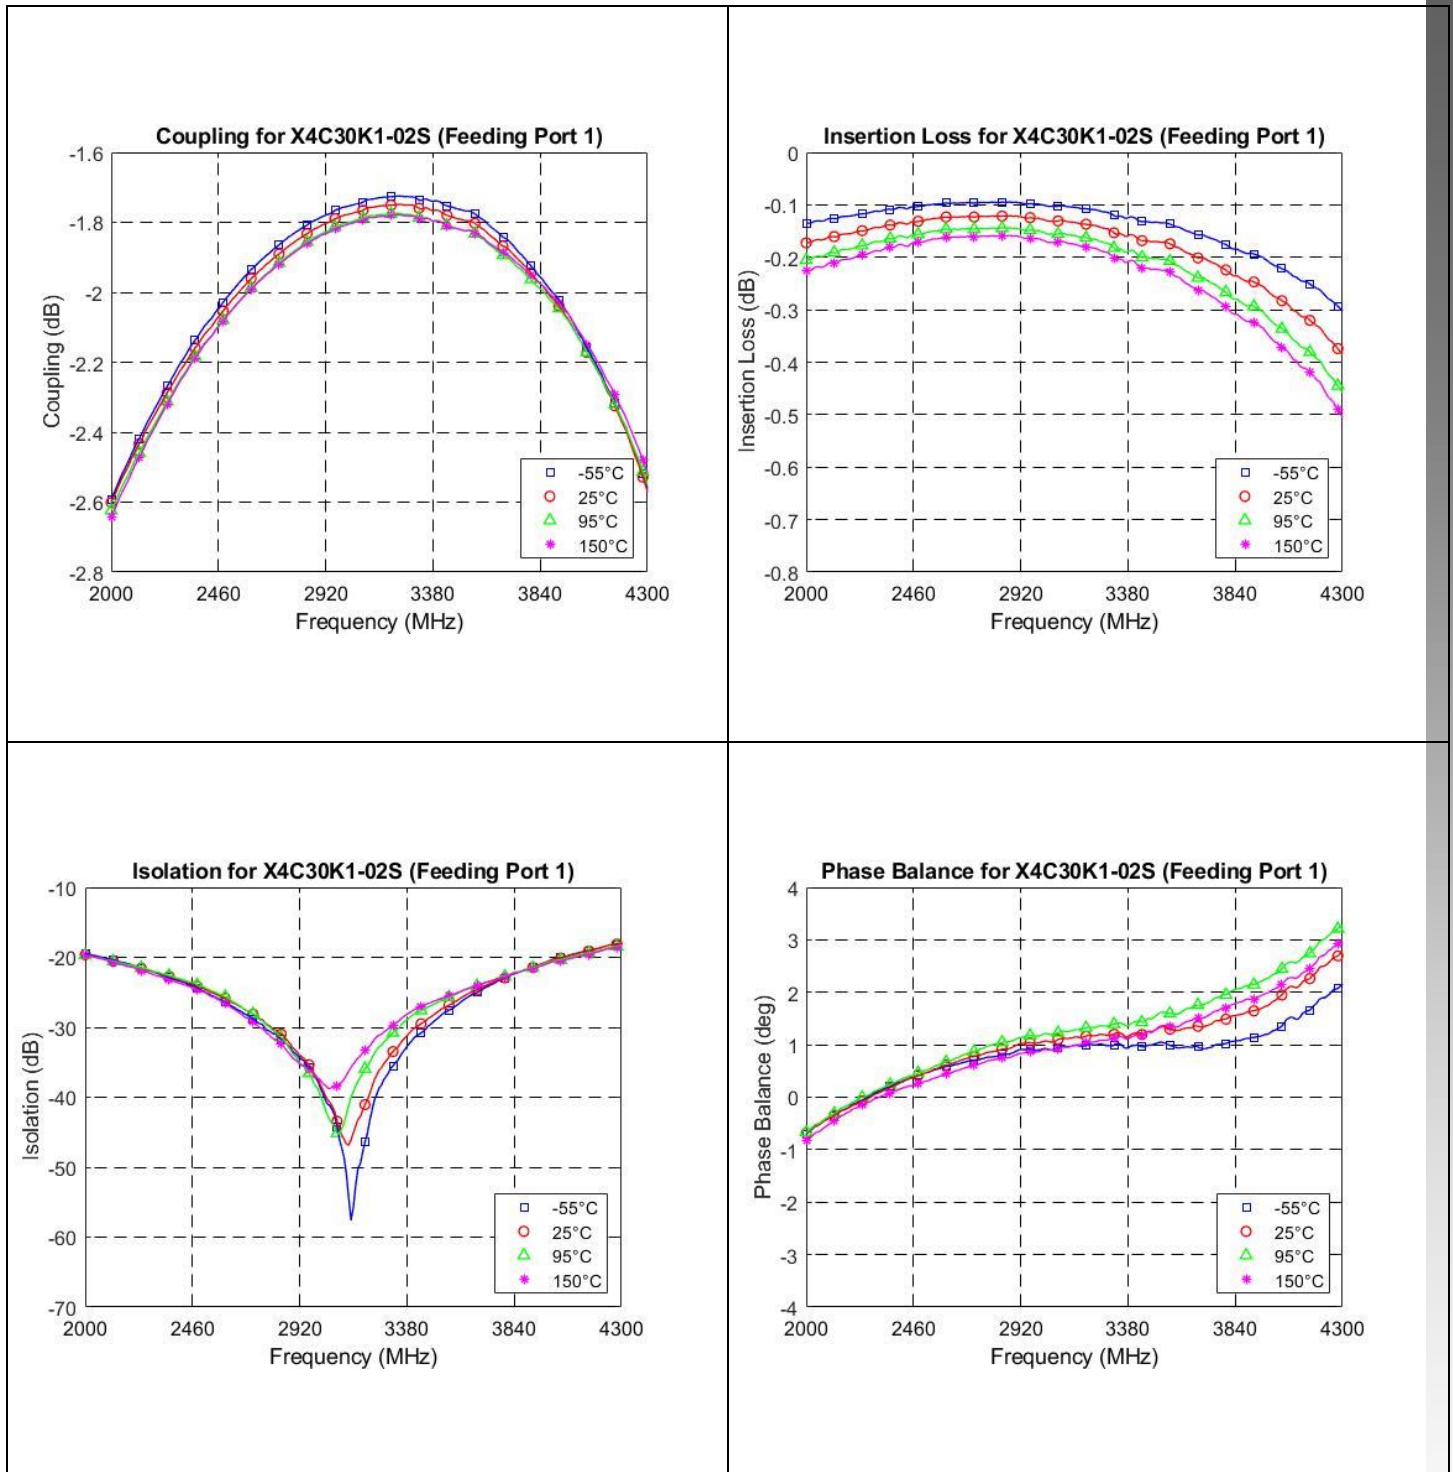 Coupling for X4C30K1-02S (Feeding Port 1)
-1.6
-1.8
-2
-2.2
-2.4
-2.6
-2.8
Coupling (dB)
2000 2460 2920 3380 3840 4300
Frequency (MHz)
-55°C
25°C
95°C
150°C
Insertion Loss for X4C30K1-02S (Feeding Port 1)
0
-0.1
-0.2
-0.3
-0.4
-0.5
-0.6
-0.7
-0.8
Insertion Loss (dB)
2000 2460 2920 3380 3840 4300
Frequency (MHz)
-55°C
25°C
95°C
150°C
Isolation for X4C30K1-02S (Feeding Port 1)
-10
-20
-30
-40
-50
-60
-70
Isolation (dB)
2000 2460 2920 3380 3840 4300
Frequency (MHz)
-55°C
25°C
95°C
150°C
Phase Balance for X4C30K1-02S (Feeding Port 1)
4
3
2
1
0
-1
-2
-3
-4
Phase Balance (deg)
2000 2460 2920 3380 3840 4300
Frequency (MHz)
-55°C
25°C
95°C
150°C